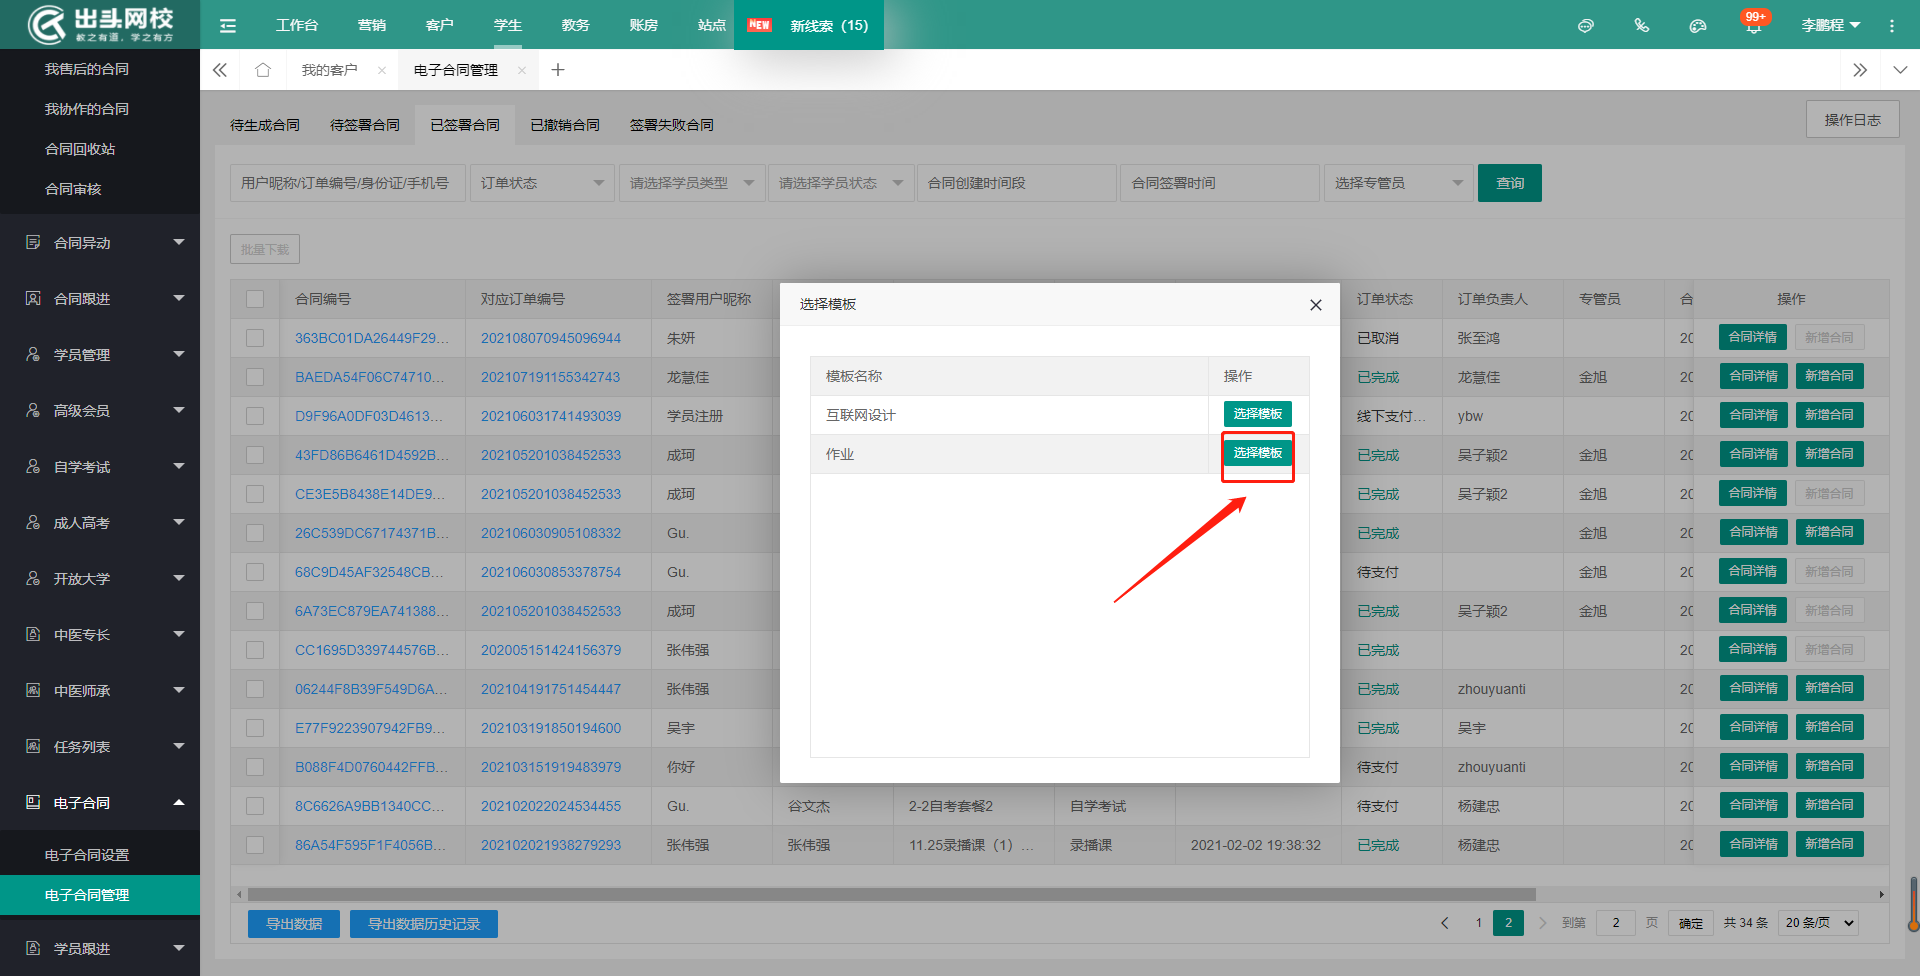 出头网校
教之有道,学之有方
工作台 营销 客户 学生 教务 账房 站点 NEW 新线索（15） 99+ 李鹏程
我的客户 电子合同管理
我售后的合同
我协作的合同
合同回收站
合同审核
合同异动
合同跟进
学员管理
高级会员
自学考试
成人高考
开放大学
中医专长
中医师承
任务列表
电子合同
电子合同设置
电子合同管理
学员跟进
待生成合同 待签署合同 已签署合同 已撤销合同 签署失败合同 操作日志
用户昵称/订单编号/身份证/手机号 订单状态 请选择学员类型 请选择学员状态 合同创建时间段 合同签署时间 选择专管员 查询
批量下载
合同编号 对应订单编号 签署用户昵称 订单状态 订单负责人 专管员 合 操作
363BC01DA26449F29... 202108070945096944 朱妍 已取消 张至鸿 20 合同详情 新增合同
BAEDA54F06C74710... 202107191155342743 龙慧佳 已完成 龙慧佳 金旭 20 合同详情 新增合同
D9F96A0DF03D4613... 202106031741493039 学员注册 线下支付... ybw 20 合同详情 新增合同
43FD86B6461D4592B... 202105201038452533 成珂 已完成 吴子颖2 金旭 20 合同详情 新增合同
CE3E5B8438E14DE9... 202105201038452533 成珂 已完成 吴子颖2 金旭 20 合同详情 新增合同
26C539DC67174371B... 202106030905108332 Gu. 已完成 金旭 20 合同详情 新增合同
68C9D45AF32548CB... 202106030853378754 Gu. 待支付 金旭 20 合同详情 新增合同
6A73EC879EA741388... 202105201038452533 成珂 已完成 吴子颖2 金旭 20 合同详情 新增合同
CC1695D339744576B... 202005151424156379 张伟强 已完成 20 合同详情 新增合同
06244F8B39F549D6A... 202104191751454447 张伟强 已完成 zhouyuanti 20 合同详情 新增合同
E77F9223907942FB9... 202103191850194600 吴宇 已完成 吴宇 20 合同详情 新增合同
B088F4D0760442FFB... 202103151919483979 你好 待支付 zhouyuanti 20 合同详情 新增合同
8C6626A9BB1340CC... 202102022024534455 Gu. 谷文杰 2-2自考套餐2 自学考试 待支付 杨建忠 20 合同详情 新增合同
86A54F595F1F4056B... 202102021938279293 张伟强 张伟强 11.25录播课（1）... 录播课 2021-02-02 19:38:32 已完成 杨建忠 20 合同详情 新增合同
选择模板
模板名称 操作
互联网设计 选择模板
作业 选择模板
导出数据 导出数据历史记录 1 2 到第 2 页 确定 共 34 条 20 条/页